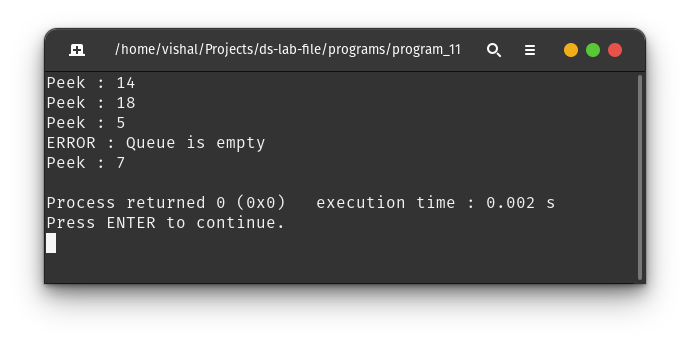 /home/vishal/Projects/ds-lab-file/programs/program_11
Peek : 14
Peek : 18
Peek : 5
ERROR : Queue is empty
Peek : 7
Process returned 0 (0x0)   execution time : 0.002 s
Press ENTER to continue.